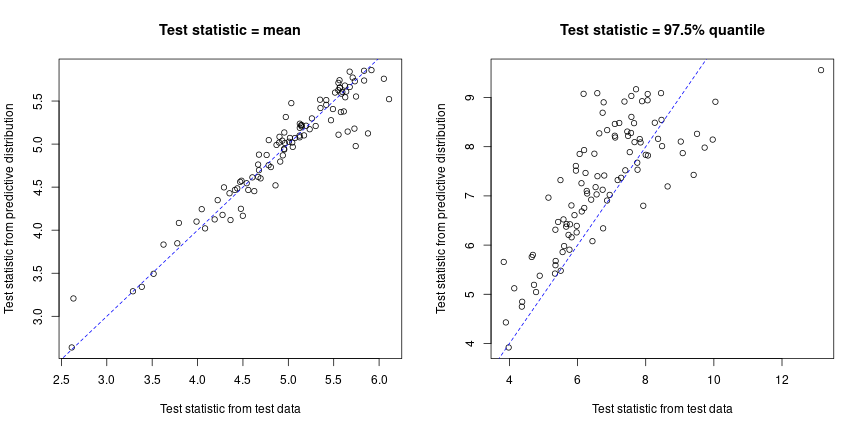 Test statistic = mean
Test statistic from predictive distribution
5.5
5.0
4.5
4.0
3.5
3.0
2.5 3.0 3.5 4.0 4.5 5.0 5.5 6.0
Test statistic from test data
Test statistic = 97.5% quantile
Test statistic from predictive distribution
9
8
7
6
5
4
4 6 8 10 12
Test statistic from test data